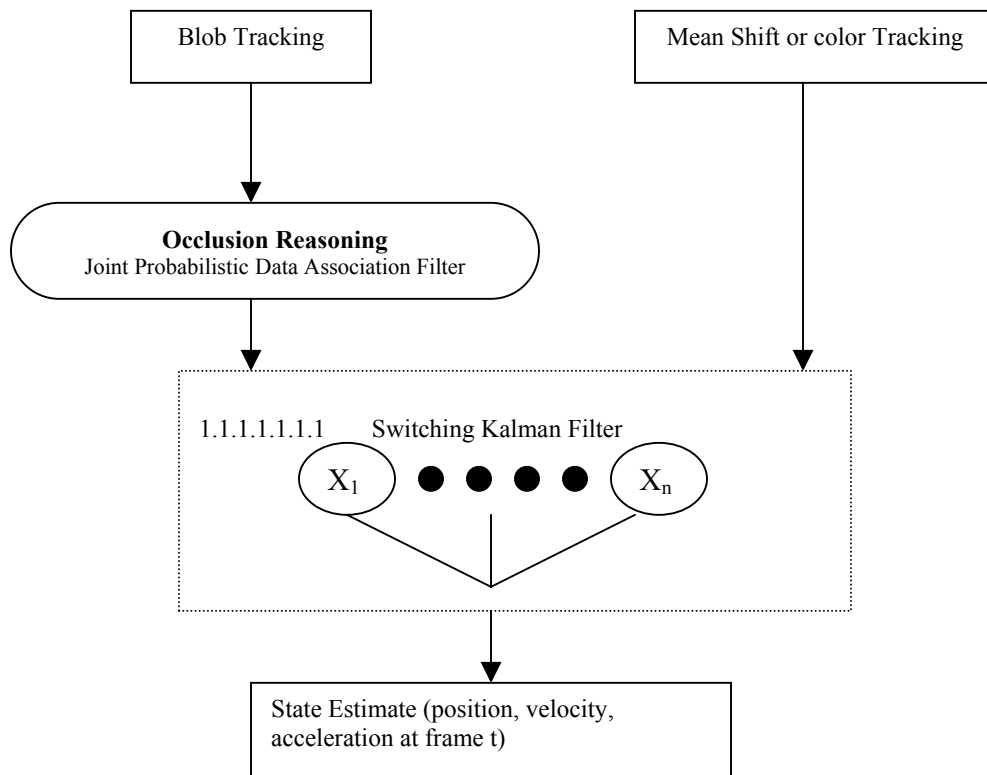 Blob Tracking
Mean Shift or color Tracking
Occlusion Reasoning
Joint Probabilistic Data Association Filter
1.1.1.1.1.1.1 Switching Kalman Filter
X1
Xn
State Estimate (position, velocity,
acceleration at frame t)